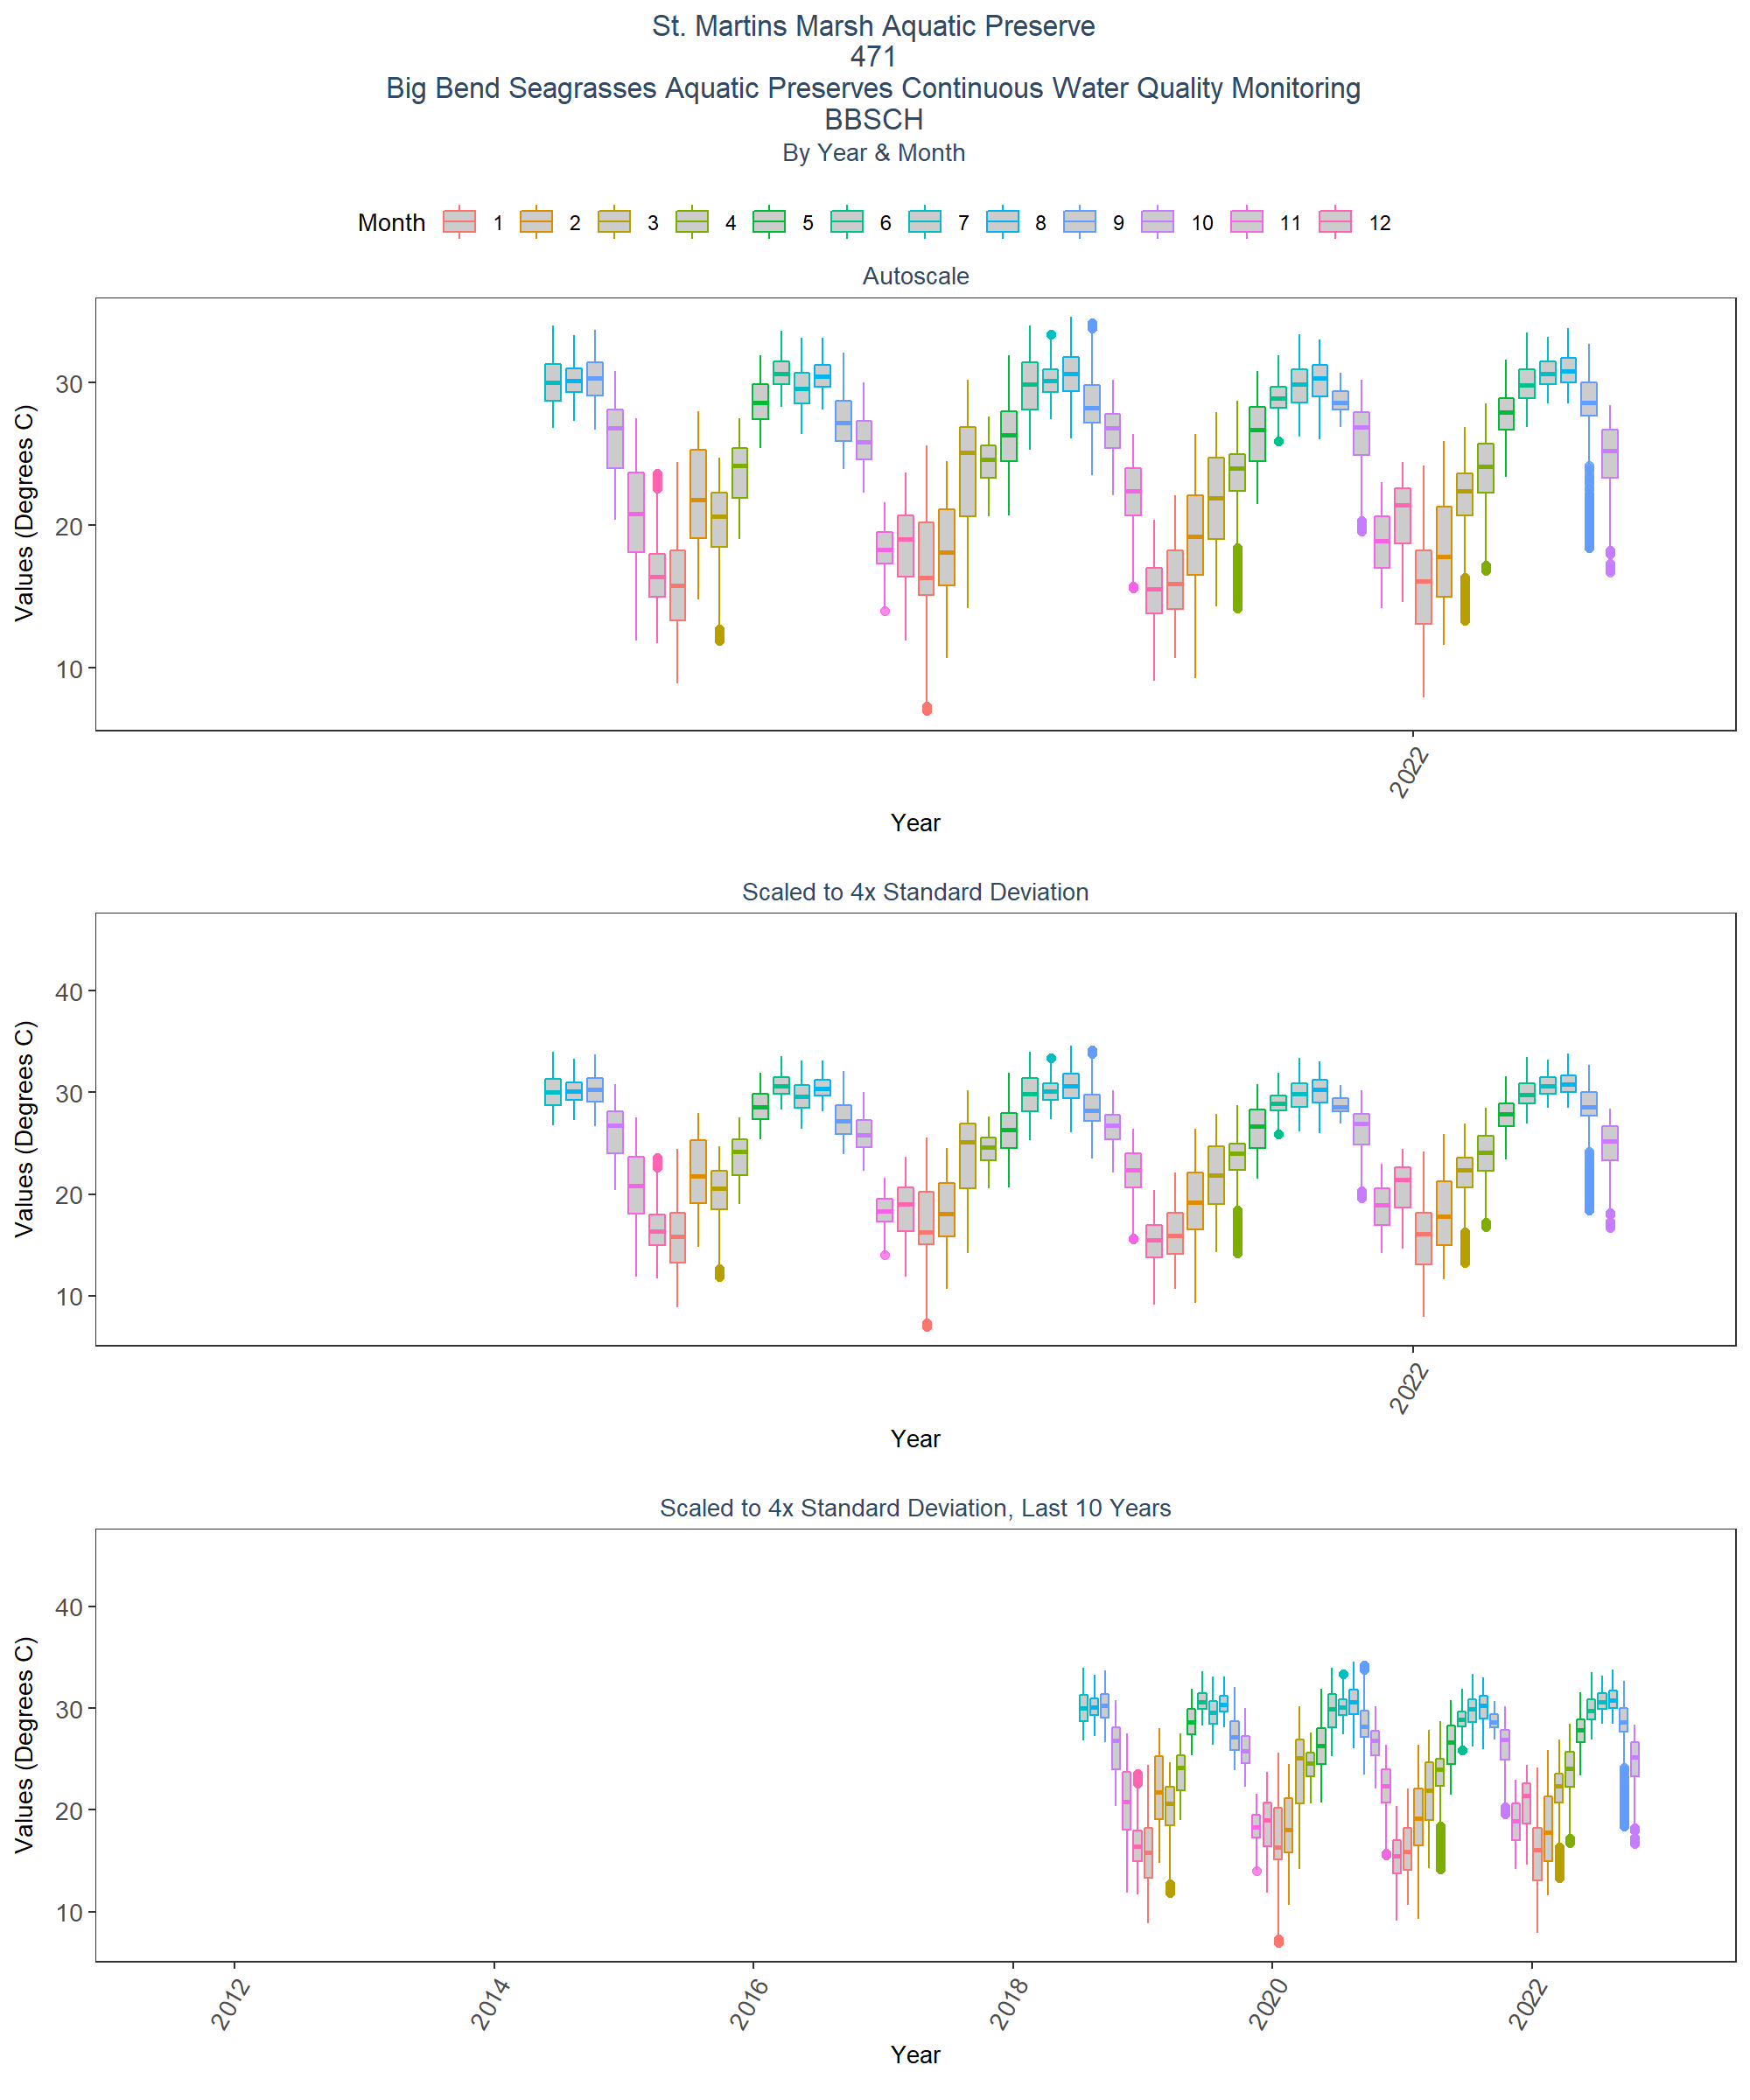 St. Martins Marsh Aquatic Preserve
471
Big Bend Seagrasses Aquatic Preserves Continuous Water Quality Monitoring
BBSCH
By Year & Month
Month 1 2 3 4 5 6 7 8 9 10 11 12
Autoscale
Values (Degrees C)
30
20
10
2022
Year
Scaled to 4x Standard Deviation
Values (Degrees C)
40
30
20
10
2022
Year
Scaled to 4x Standard Deviation, Last 10 Years
Values (Degrees C)
40
30
20
10
2012 2014 2016 2018 2020 2022
Year